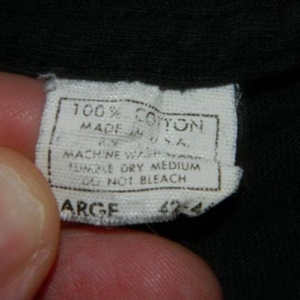 100% COTTON
MADE IN U.S.A.
MACHINE WASH WARM
TUMBLE DRY MEDIUM
DO NOT BLEACH
ARGE 42-4